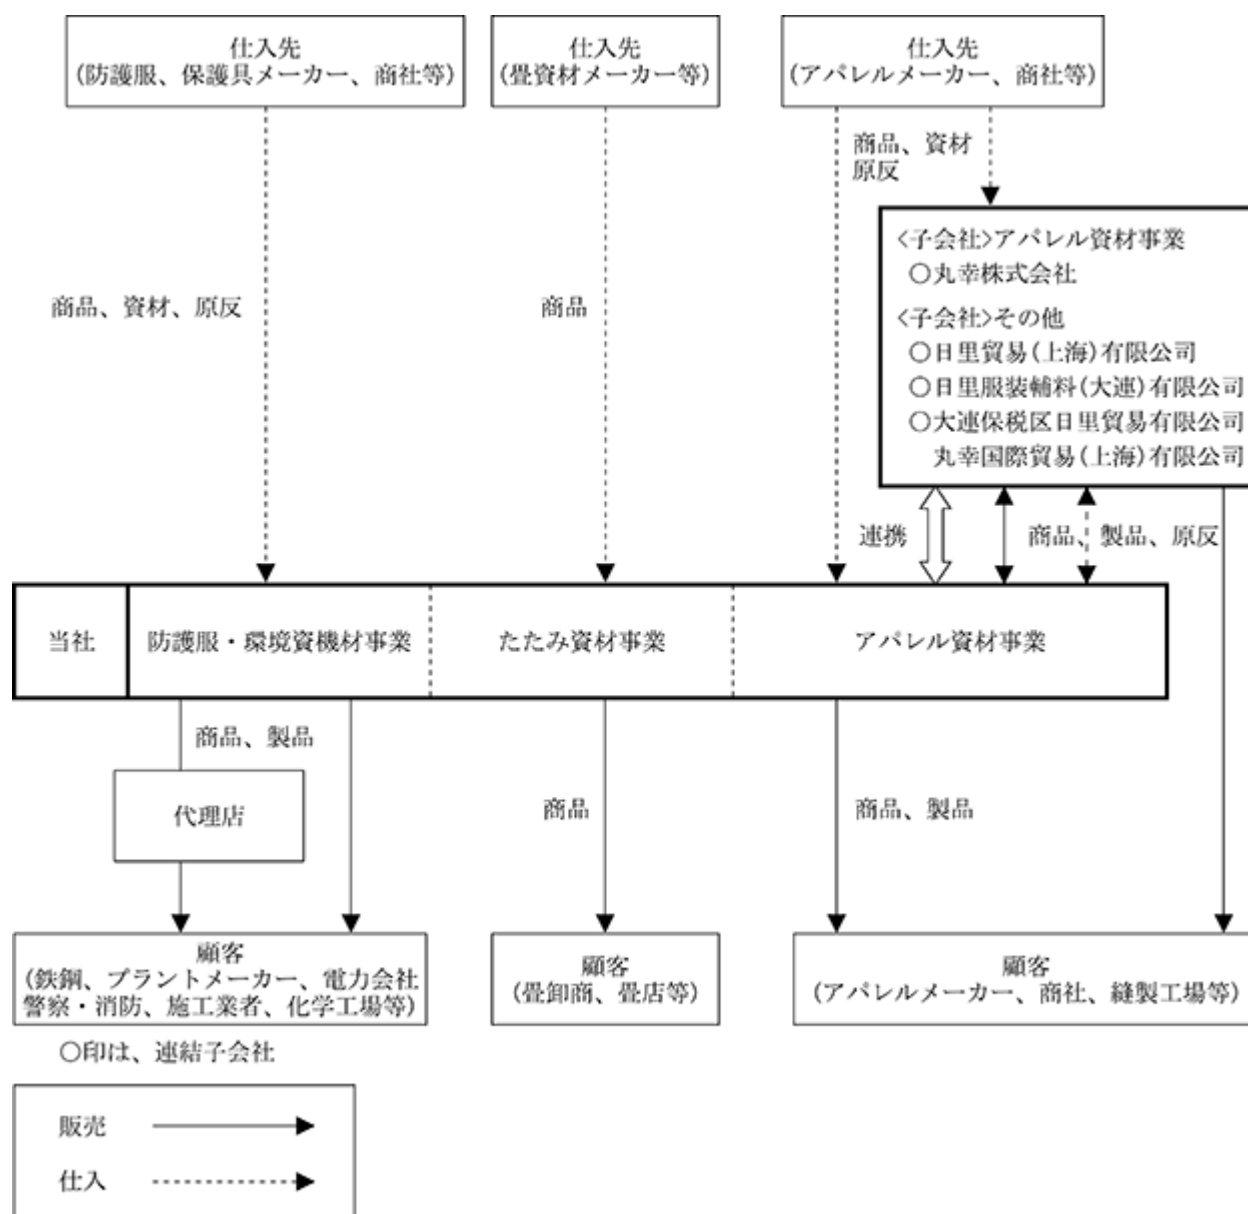 仕入先
(防護服、保護具メーカー、商社等)
仕入先
(畳資材メーカー等)
仕入先
(アパレルメーカー、商社等)
商品、資材
原反
<子会社>アパレル資材事業
○丸幸株式会社
<子会社>その他
○日里貿易(上海)有限公司
○日里服装輔料(大連)有限公司
○大連保税区日里貿易有限公司
丸幸国際貿易(上海)有限公司
商品、資材、原反
商品
連携
商品、製品、原反
当社
防護服・環境資機材事業
たたみ資材事業
アパレル資材事業
商品、製品
代理店
商品
商品、製品
顧客
(鉄鋼、プラントメーカー、電力会社
警察・消防、施工業者、化学工場等)
顧客
(畳卸商、畳店等)
顧客
(アパレルメーカー、商社、縫製工場等)
○印は、連結子会社
販売
仕入